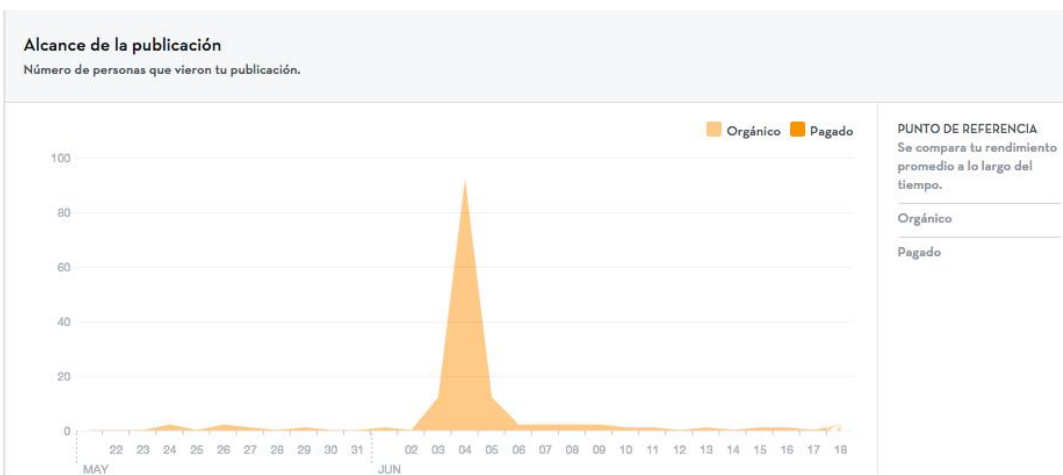 Alcance de la publicación
Número de personas que vieron tu publicación.
Orgánico Pagado
100
80
60
40
20
0
22 23 24 25 26 27 28 29 30 31 02 03 04 05 06 07 08 09 10 11 12 13 14 15 16 17 18
MAY JUN
PUNTO DE REFERENCIA
Se compara tu rendimiento
promedio a lo largo del
tiempo.
Orgánico
Pagado